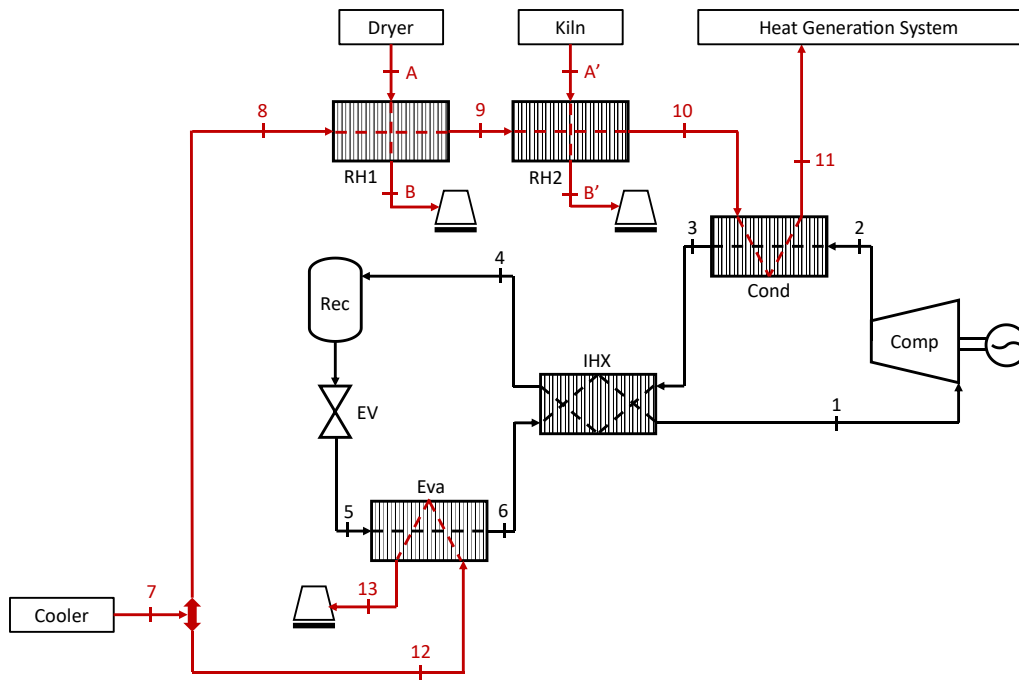 Dryer
Kiln
Heat Generation System
A
A’
8
9
10
11
RH1
B
RH2
B’
3
2
4
Cond
Rec
Comp
IHX
EV
1
Eva
5
6
7
13
Cooler
12